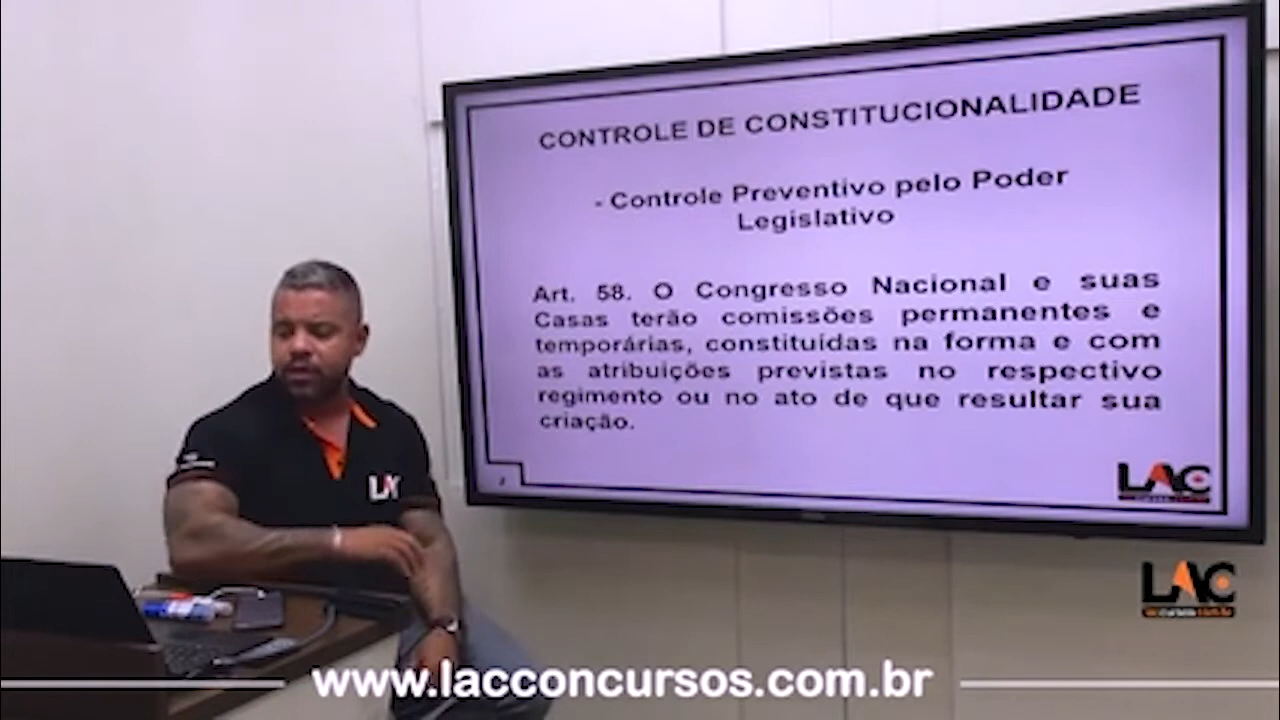 CONTROLE DE CONSTITUCIONALIDADE
- Controle Preventivo pelo Poder
Legislativo
Art. 58. O Congresso Nacional e suas
Casas terão comissões permanentes e
temporárias, constituídas na forma e com
as atribuições previstas no respectivo
regimento ou no ato de que resultar sua
criação.
2
LAC
LAC
LAC
www.lacconcursos.com.br